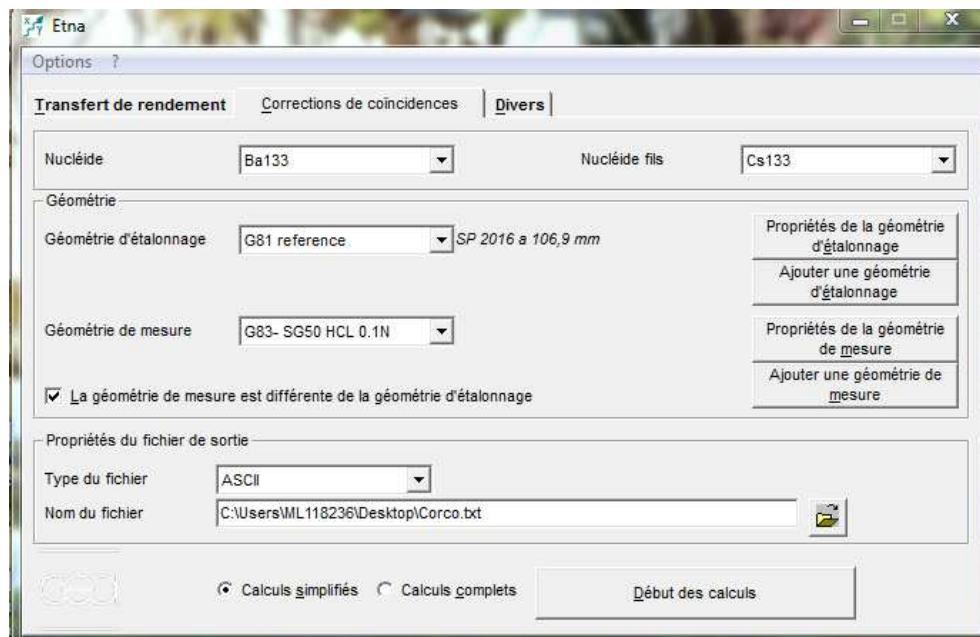 Etna
Options ?
Transfert de rendement Corrections de coïncidences Divers
Nucléide Ba133 Nucléide fils Cs133
Géométrie
Géométrie d'étalonnage G81 reference SP 2016 a 106,9 mm
Propriétés de la géométrie
d'étalonnage
Ajouter une géométrie
d'étalonnage
Géométrie de mesure G83- SG50 HCL 0.1N
Propriétés de la géométrie
de mesure
Ajouter une géométrie de
mesure
La géométrie de mesure est différente de la géométrie d'étalonnage
Propriétés du fichier de sortie
Type du fichier ASCII
Nom du fichier C:\Users\ML118236\Desktop\Corco.txt
cea
Calculs simplifiés Calculs complets Début des calculs